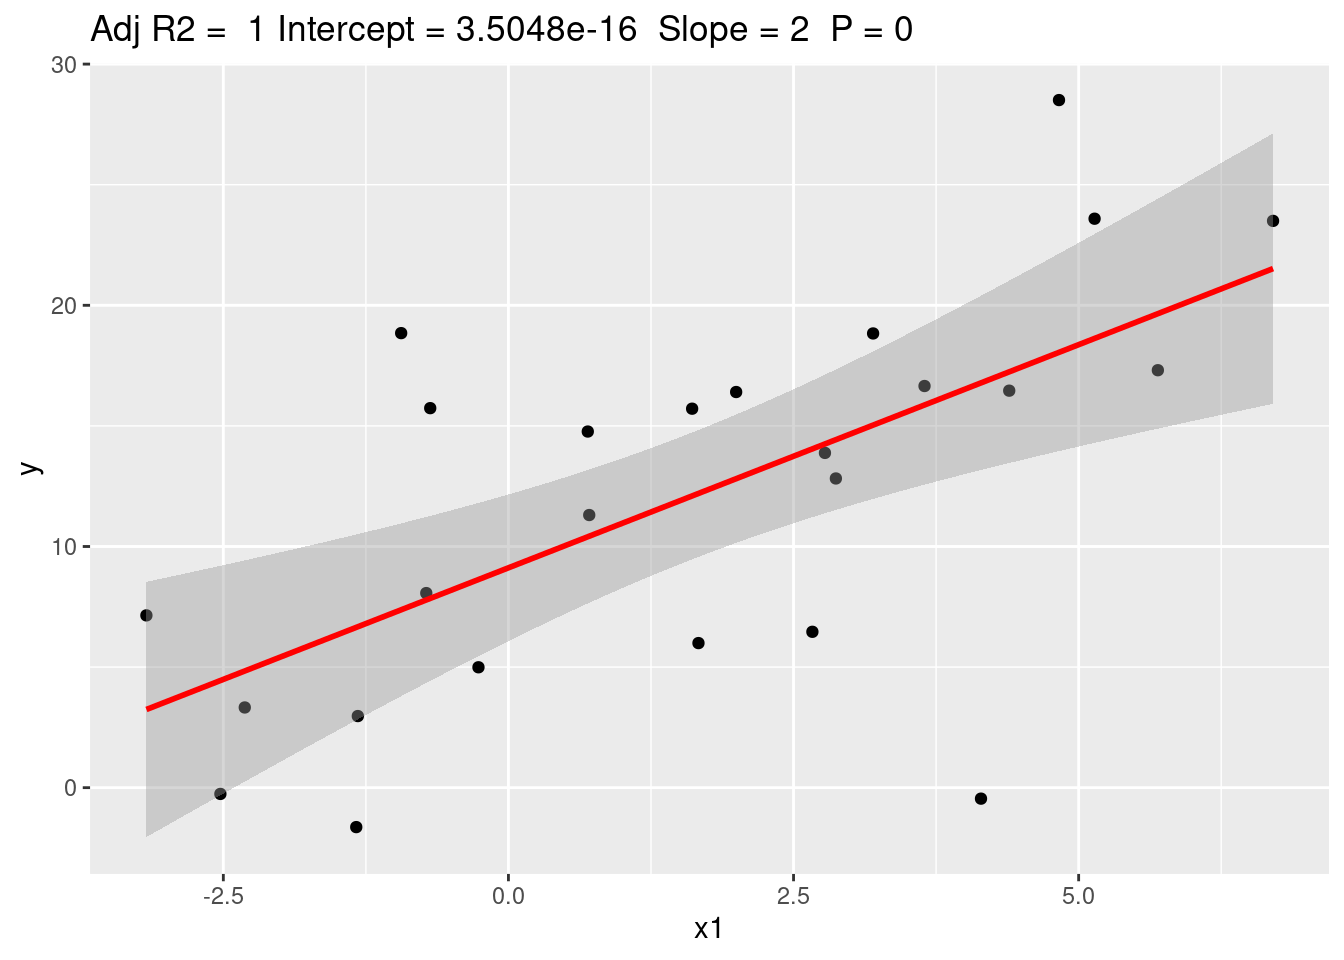 Adj R2 =  1 Intercept = 3.5048e-16  Slope = 2  P = 0
30
20
10
0
y
-2.5
0.0
2.5
5.0
x1